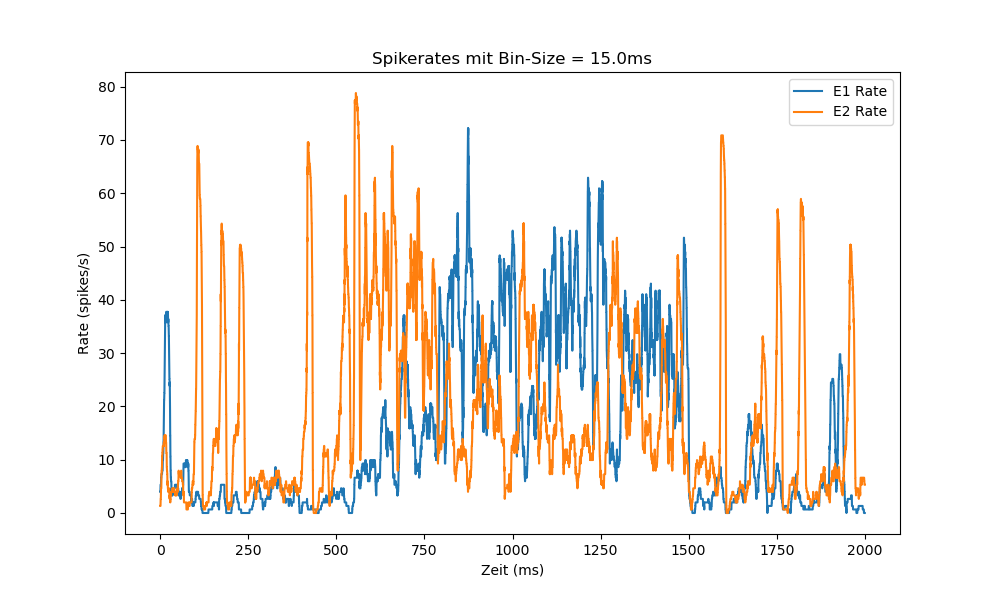 Spikerates mit Bin-Size = 15.0ms
E1 Rate
E2 Rate
80
70
60
50
40
30
20
10
0
Rate (spikes/s)
0 250 500 750 1000 1250 1500 1750 2000
Zeit (ms)